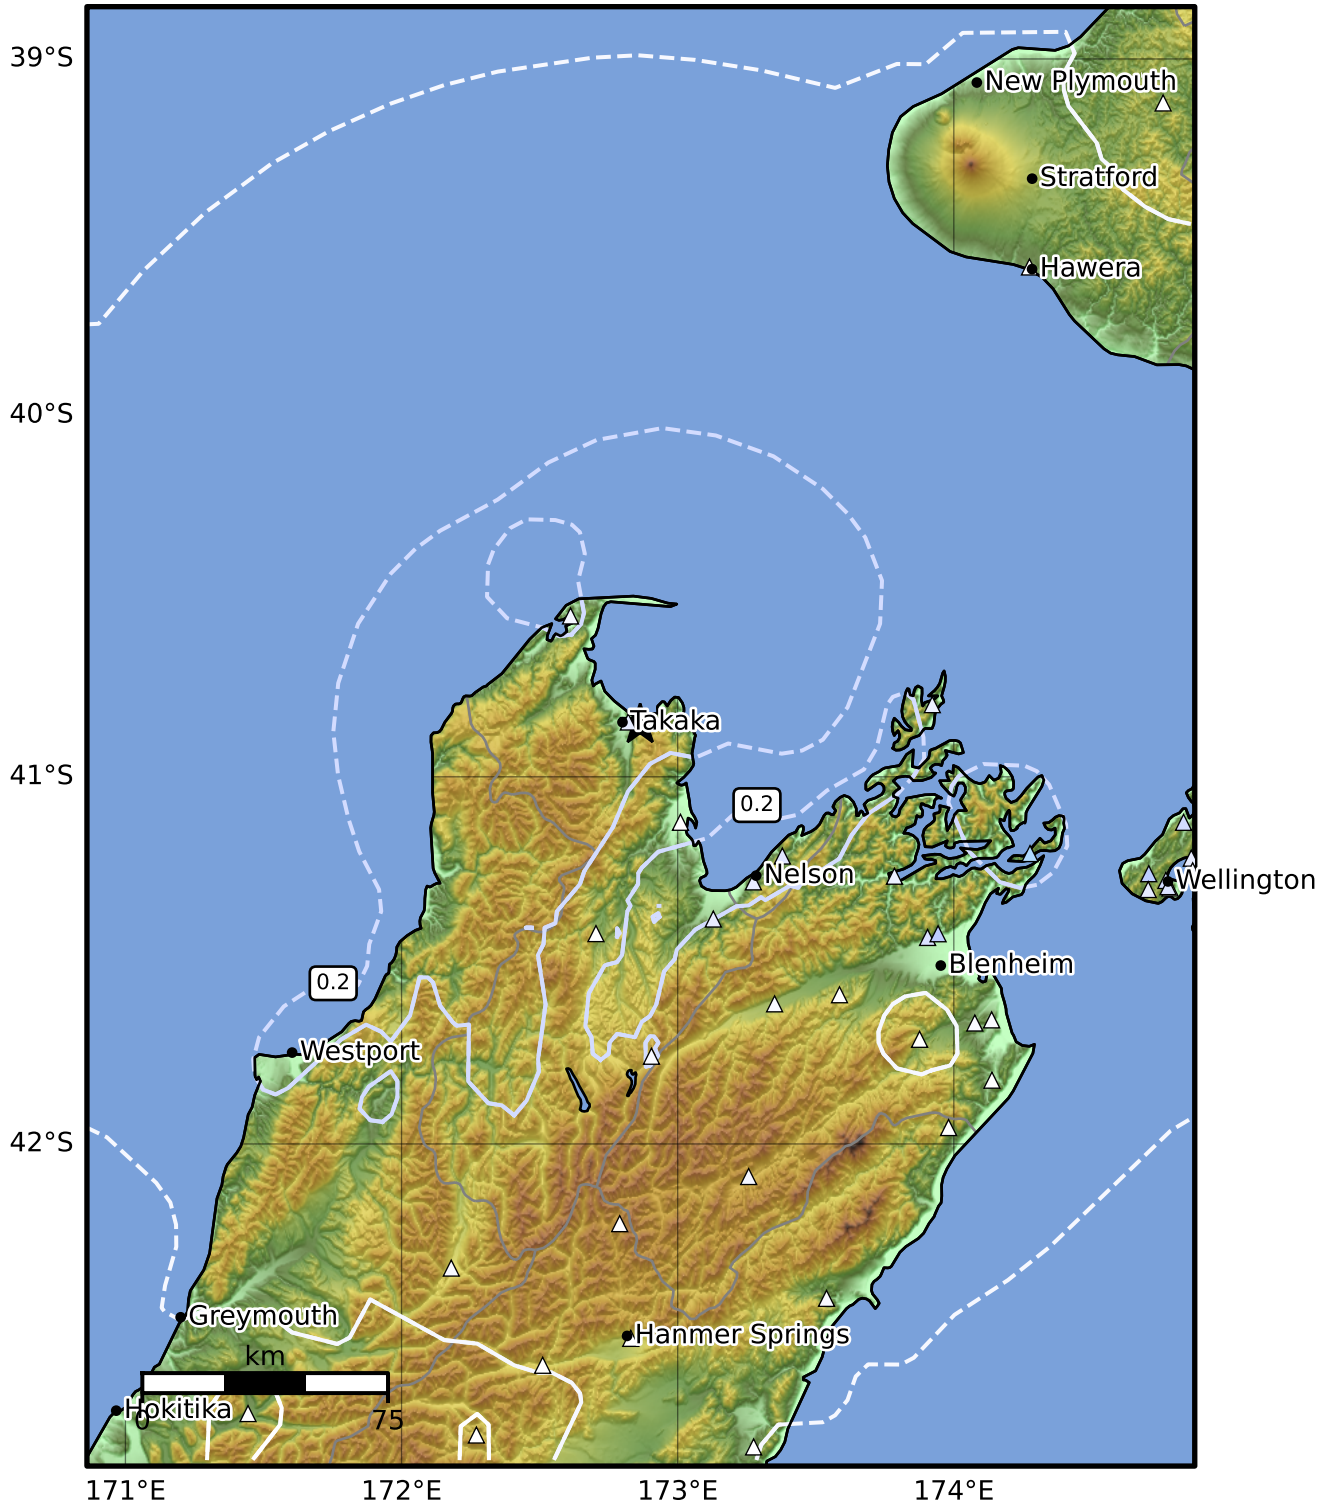 39°S
New Plymouth
Stratford
Hawera
40°S
Takaka
41°S
0.2
Nelson
Wellington
Blenheim
0.2
Westport
42°S
Greymouth
Hanmer Springs
km
Hokitika
0
75
171°E
172°E
173°E
174°E